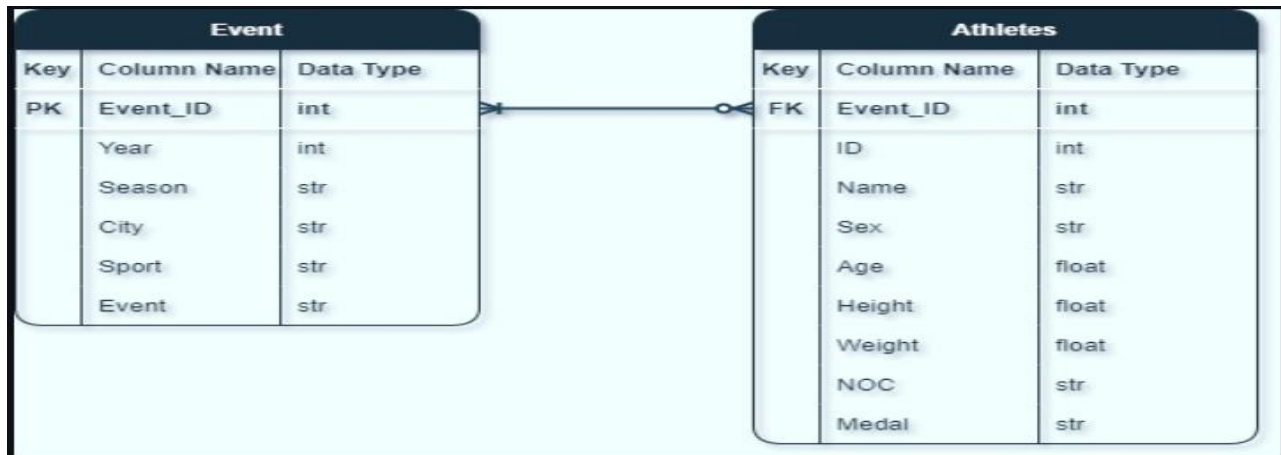 Event
Key Column Name Data Type
PK Event_ID int
Year int
Season str
City str
Sport str
Event str
Athletes
Key Column Name Data Type
FK Event_ID int
ID int
Name str
Sex str
Age float
Height float
Weight float
NOC str
Medal str